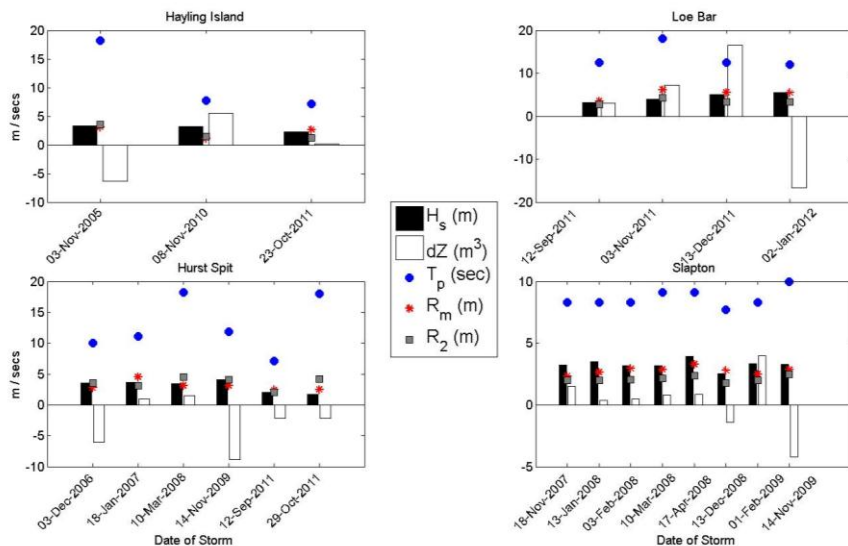 Hayling Island
20
15
10
5
0
-5
-10
m / secs
03-Nov-2005
08-Nov-2010
23-Oct-2011
Loe Bar
20
10
0
-10
-20
12-Sep-2011
03-Nov-2011
13-Dec-2011
02-Jan-2012
H_s (m)
dZ (m^3)
T_p (sec)
R_m (m)
R_2 (m)
Hurst Spit
20
15
10
5
0
-5
-10
m / secs
03-Dec-2006
18-Jan-2007
10-Mar-2008
14-Nov-2009
12-Sep-2011
29-Oct-2011
Date of Storm
Slapton
10
5
0
-5
18-Nov-2007
13-Jan-2008
03-Feb-2008
10-Mar-2008
17-Apr-2008
13-Dec-2008
01-Feb-2009
14-Nov-2009
Date of Storm